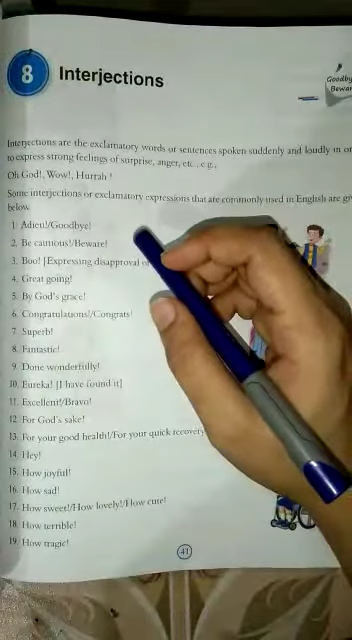 8 Interjections
Goodby
Bewar
Interjections are the exclamatory words or sentences spoken suddenly and loudly in or
to express strong feelings of surprise, anger, etc., e.g.,
Oh God!, Wow!, Hurrah !
Some interjections or exclamatory expressions that are commonly used in English are gi
below.
1. Adieu!/Goodbye!
2. Be cautious!/Beware!
3. Boo! [Expressing disapproval o
4. Great going!
5. By God's grace!
6. Congratulations!/Congrats!
7. Superb!
8. Fantastic!
9. Done wonderfully!
10. Eureka! [I have found it]
11. Excellent!/Bravo!
12. For God's sake!
13. For your good health!/For your quick recovery
14. Hey!
15. How joyful!
16. How sad!
17. How sweet!/How lovely!/How cute!
18. How terrible!
19. How tragic!
41